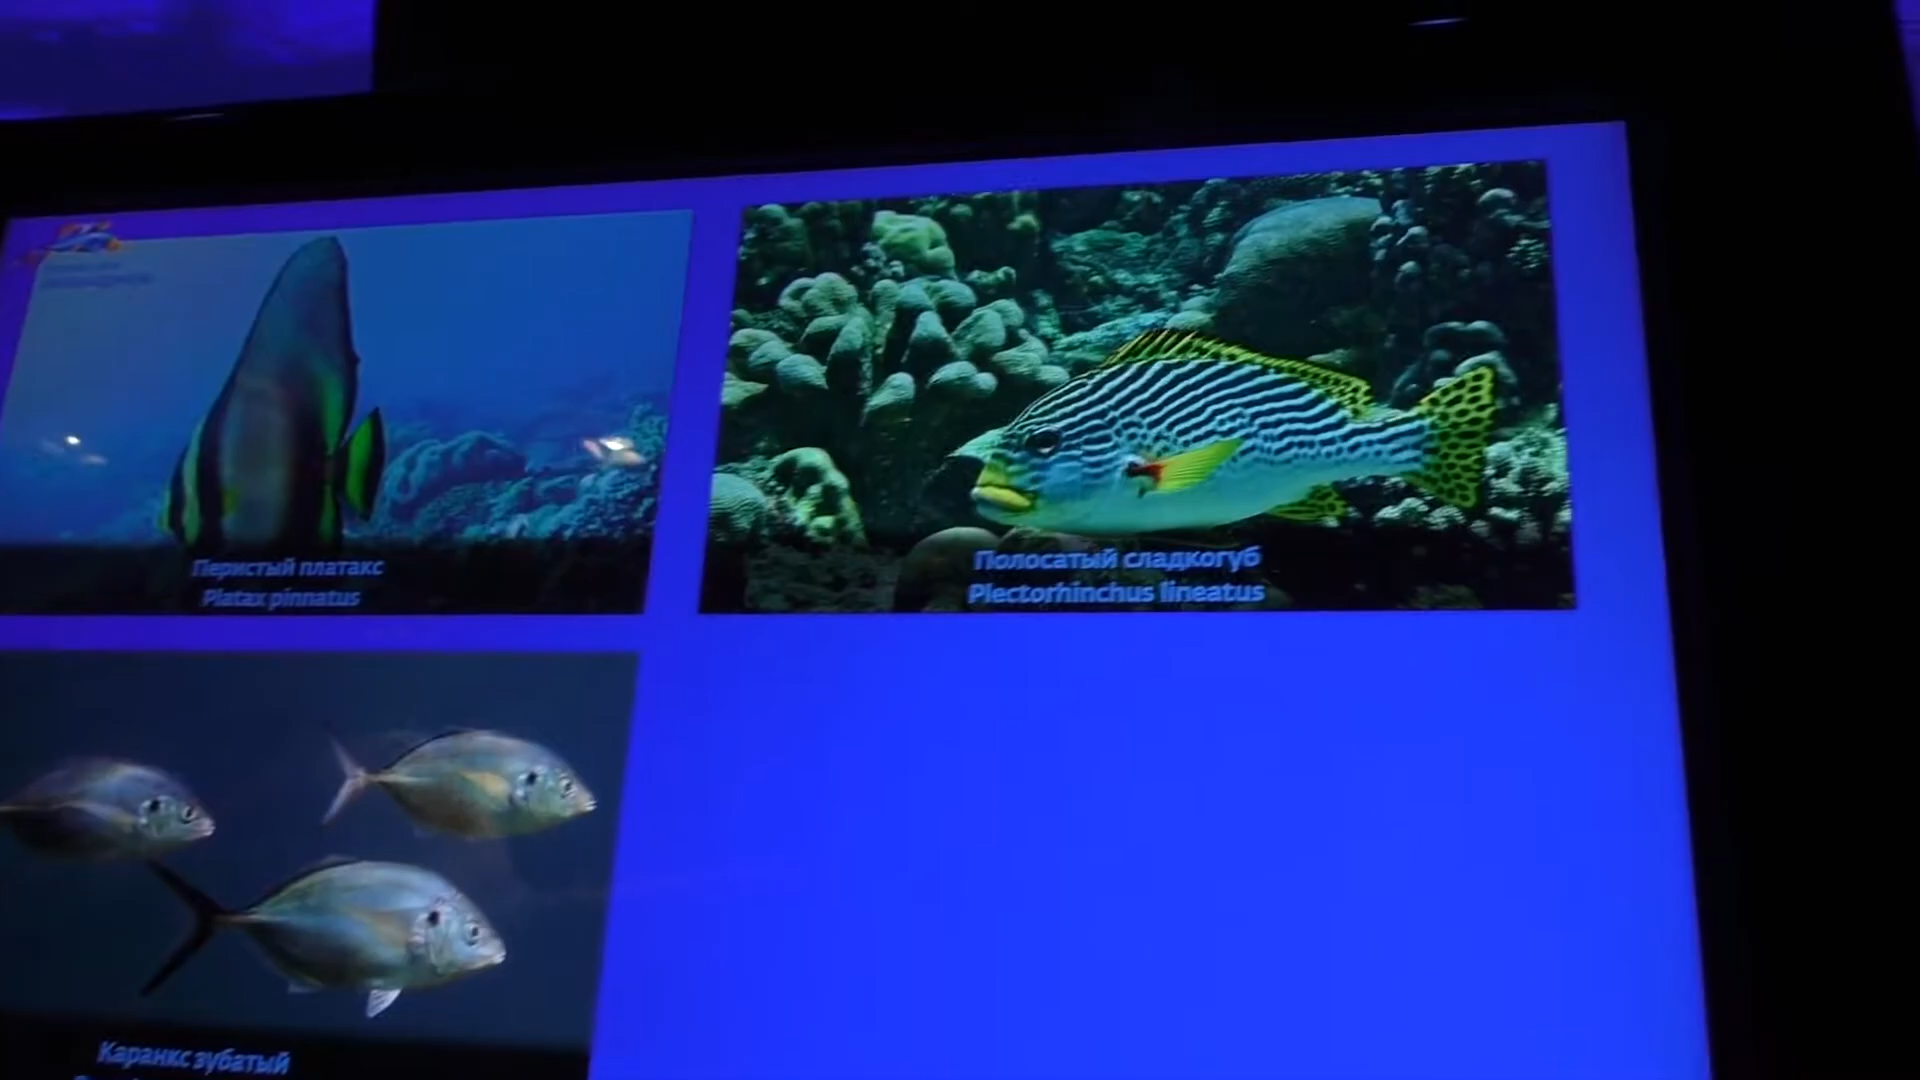 Перистый платакс
Platax pinnatus
Полосатый сладкогуб
Plectorhinchus lineatus
Каранкс зубатый